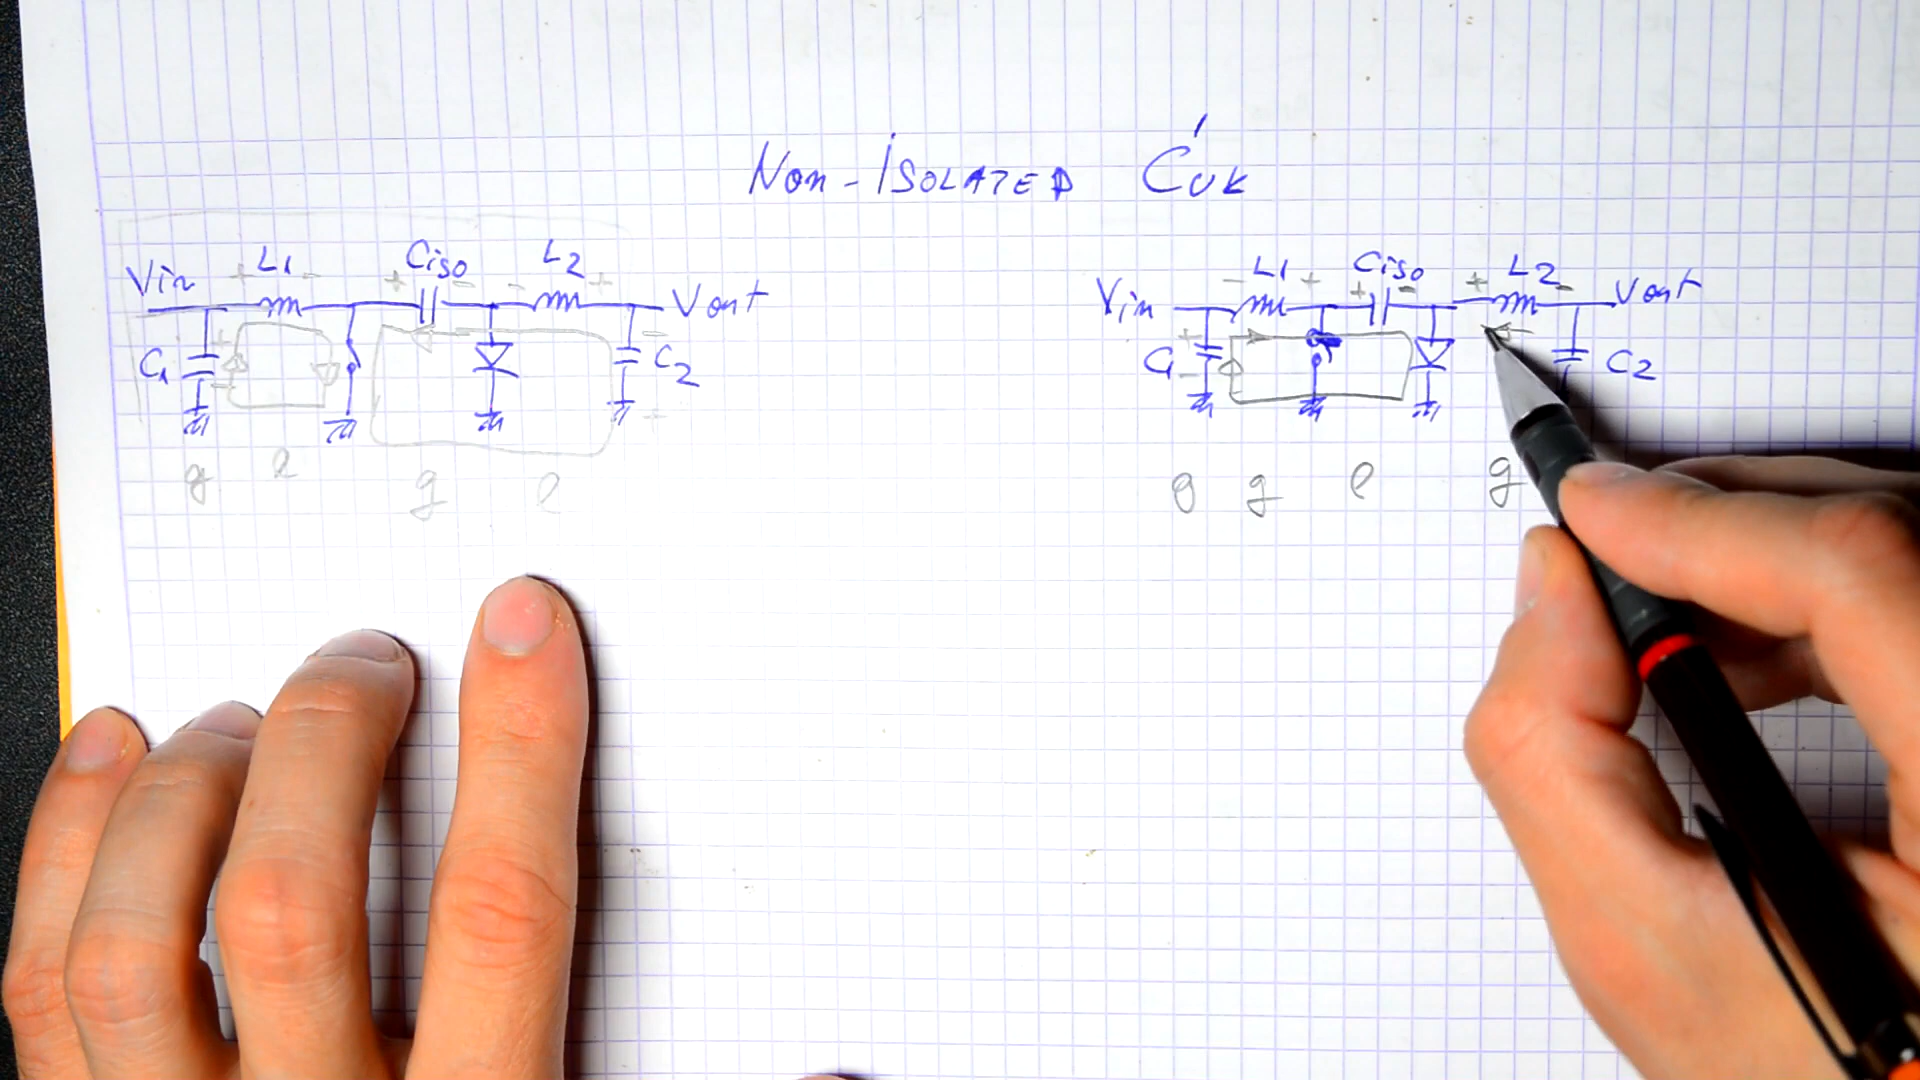 Non-Isolated Ćuk
Vin + L1 - + Ciso - - L2 + Vout
C1 + - C2 - +
g e g e
Vin - L1 + + Ciso - + L2 - Vout
C1 + - C2
g g e g